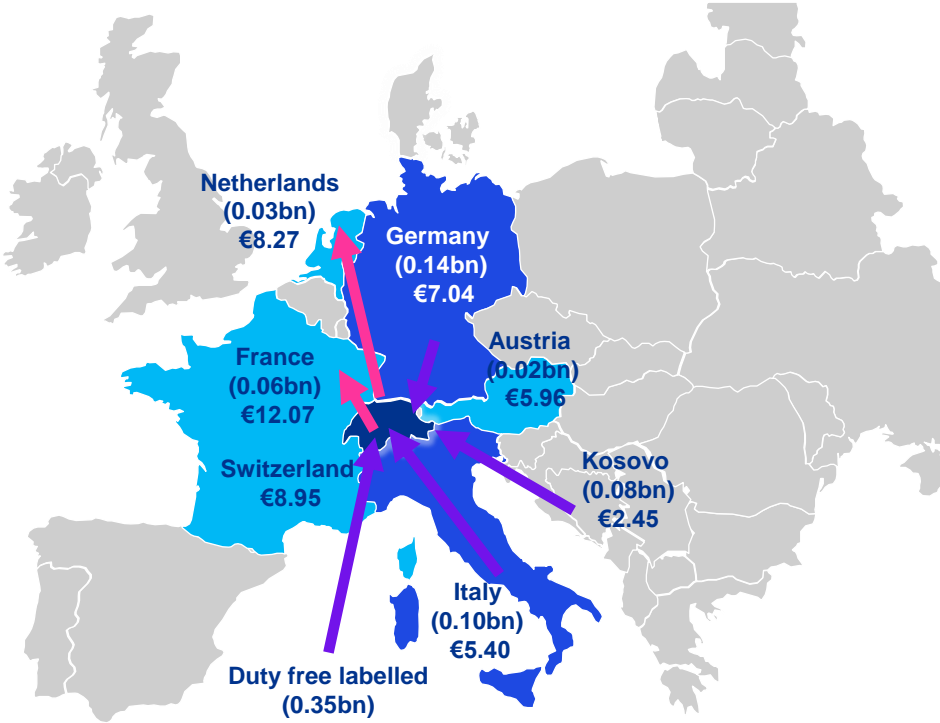 Netherlands
(0.03bn)
€8.27
Germany
(0.14bn)
€7.04
Austria
(0.02bn)
€5.96
France
(0.06bn)
€12.07
Switzerland
€8.95
Kosovo
(0.08bn)
€2.45
Italy
(0.10bn)
€5.40
Duty free labelled
(0.35bn)